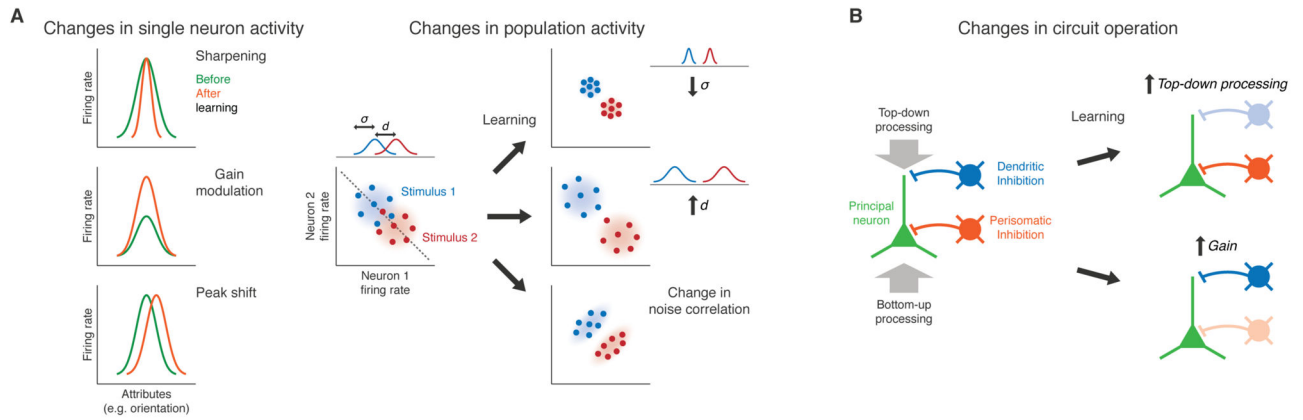 A
Changes in single neuron activity
Firing rate
Sharpening
Before
After
learning
Firing rate
Gain
modulation
Firing rate
Peak shift
Attributes
(e.g. orientation)
Changes in population activity
σ
d
Neuron 2
firing rate
Stimulus 1
Stimulus 2
Neuron 1
firing rate
Learning
σ
d
Change in
noise correlation
B
Changes in circuit operation
Top-down
processing
Dendritic
Inhibition
Principal
neuron
Perisomatic
Inhibition
Bottom-up
processing
Learning
Top-down processing
Gain